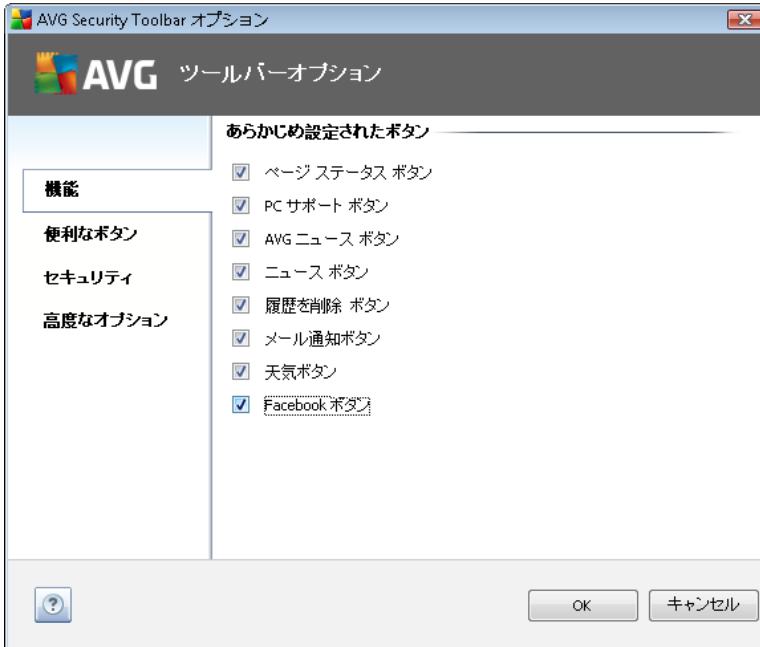 AVG Security Toolbar オプション
AVG ツールバーオプション
あらかじめ設定されたボタン
機能
便利なボタン
セキュリティ
高度なオプション
ページ ステータス ボタン
PC サポート ボタン
AVG ニュース ボタン
ニュース ボタン
履歴を削除 ボタン
メール通知ボタン
天気ボタン
Facebook ボタン
?
OK
キャンセル